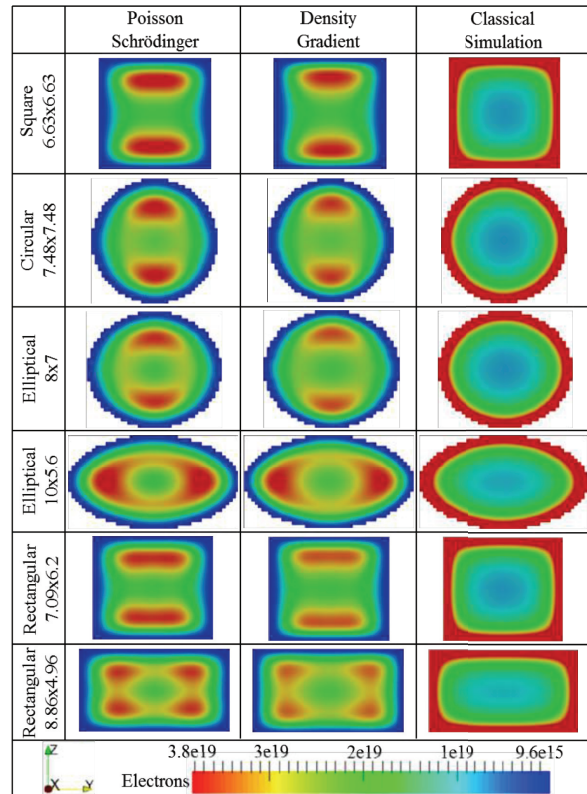 Poisson
Schrödinger
Density
Gradient
Classical
Simulation
Square
6.63x6.63
Circular
7.48x7.48
Elliptical
8x7
Elliptical
10x5.6
Rectangular
7.09x6.2
Rectangular
8.86x4.96
Z
X
Y
3.8e19 3e19 2e19 1e19 9.6e15
Electrons